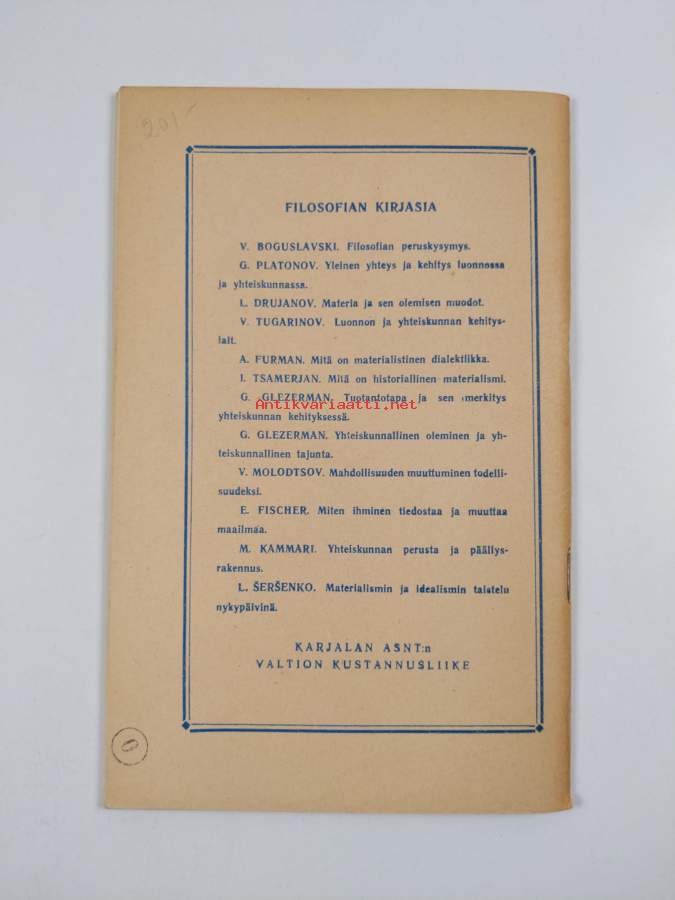 20/-
FILOSOFIAN KIRJASIA
V. BOGUSLAVSKI. Filosofian peruskysymys.
G. PLATONOV. Yleinen yhteys ja kehitys luonnossa
ja yhteiskunnassa.
L. DRUJANOV. Materia ja sen olemisen muodot.
V. TUGARINOV. Luonnon ja yhteiskunnan kehitys-
lait.
A. FURMAN. Mitä on materialistinen dialektiikka.
I. TSAMERJAN. Mitä on historiallinen materialismi.
G. GLEZERMAN. Tuotantotapa ja sen merkitys
Antikvariaatti.net
yhteiskunnan kehityksessä.
G. GLEZERMAN. Yhteiskunnallinen oleminen ja yh-
teiskunnallinen tajunta.
V. MOLODTSOV. Mahdollisuuden muuttuminen todelli-
suudeksi.
E. FISCHER. Miten ihminen tiedostaa ja muuttaa
maailmaa.
M. KAMMARI. Yhteiskunnan perusta ja päällys-
rakennus.
L. ŠERŠENKO. Materialismin ja idealismin taistelu
nykypäivinä.
KARJALAN ASNT:n
VALTION KUSTANNUSLIIKE
0